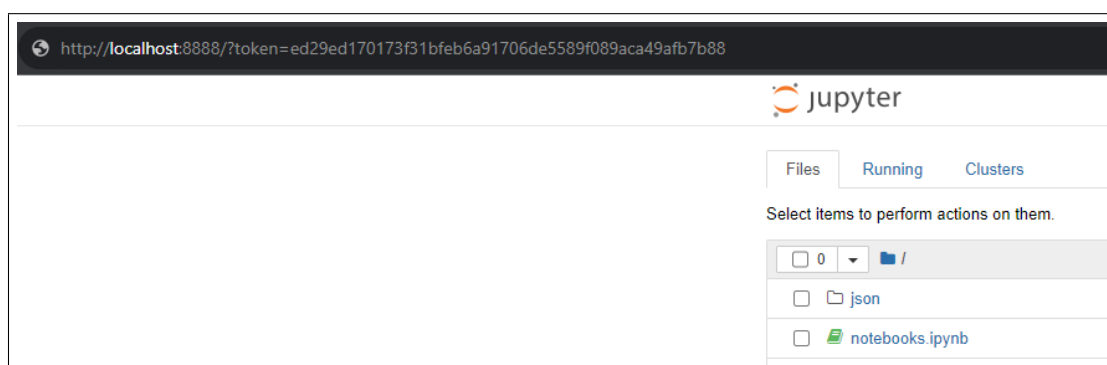 http://localhost:8888/?token=ed29ed170173f31bfeb6a91706de5589f089aca49afb7b88
jupyter
Files Running Clusters
Select items to perform actions on them.
0 /
json
notebooks.ipynb